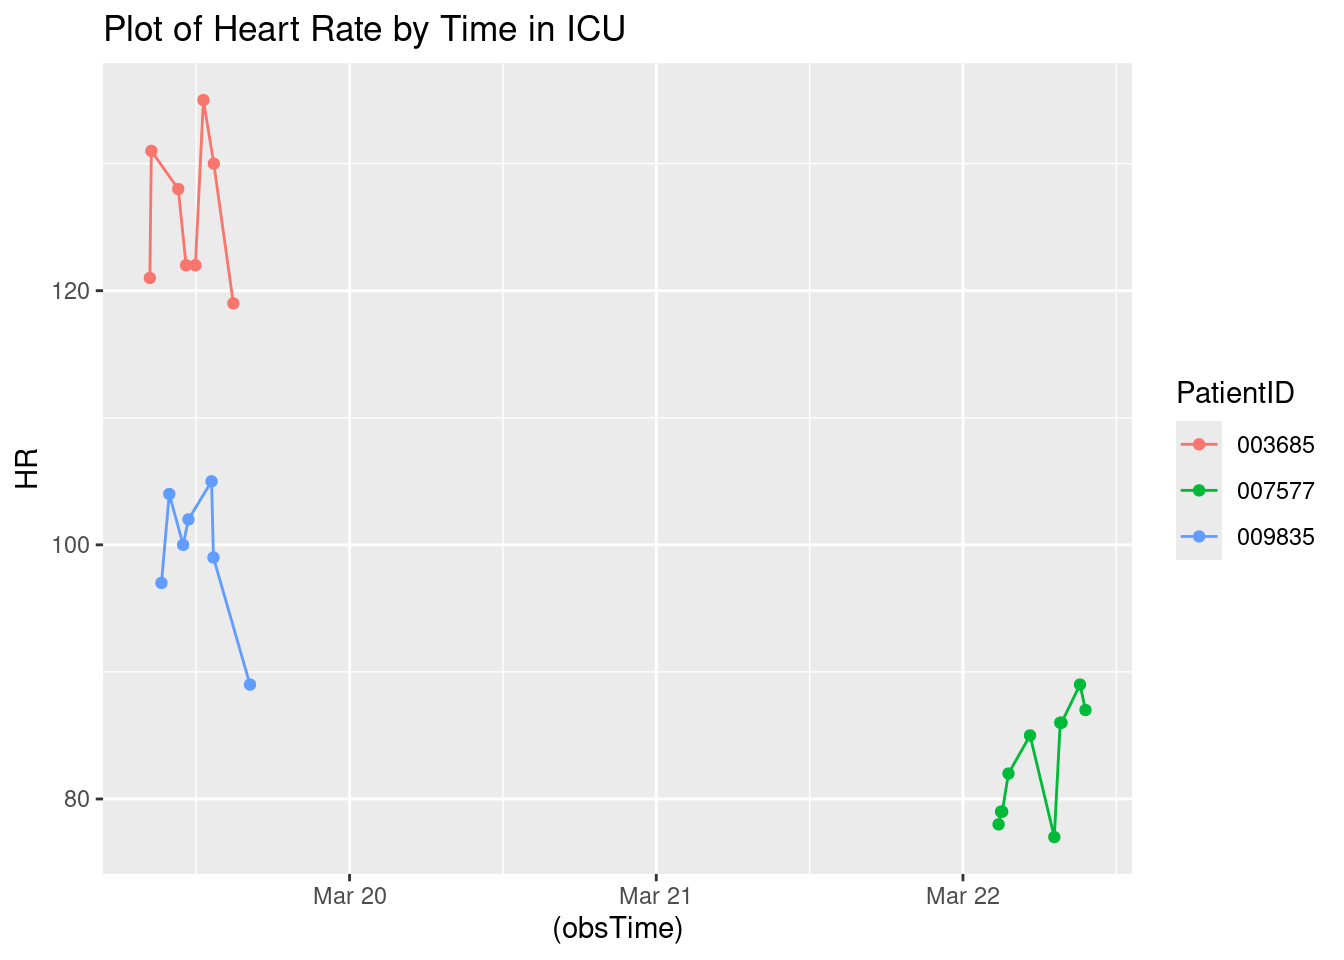 Plot of Heart Rate by Time in ICU
HR
120
100
80
Mar 20
Mar 21
Mar 22
(obsTime)
PatientID
003685
007577
009835